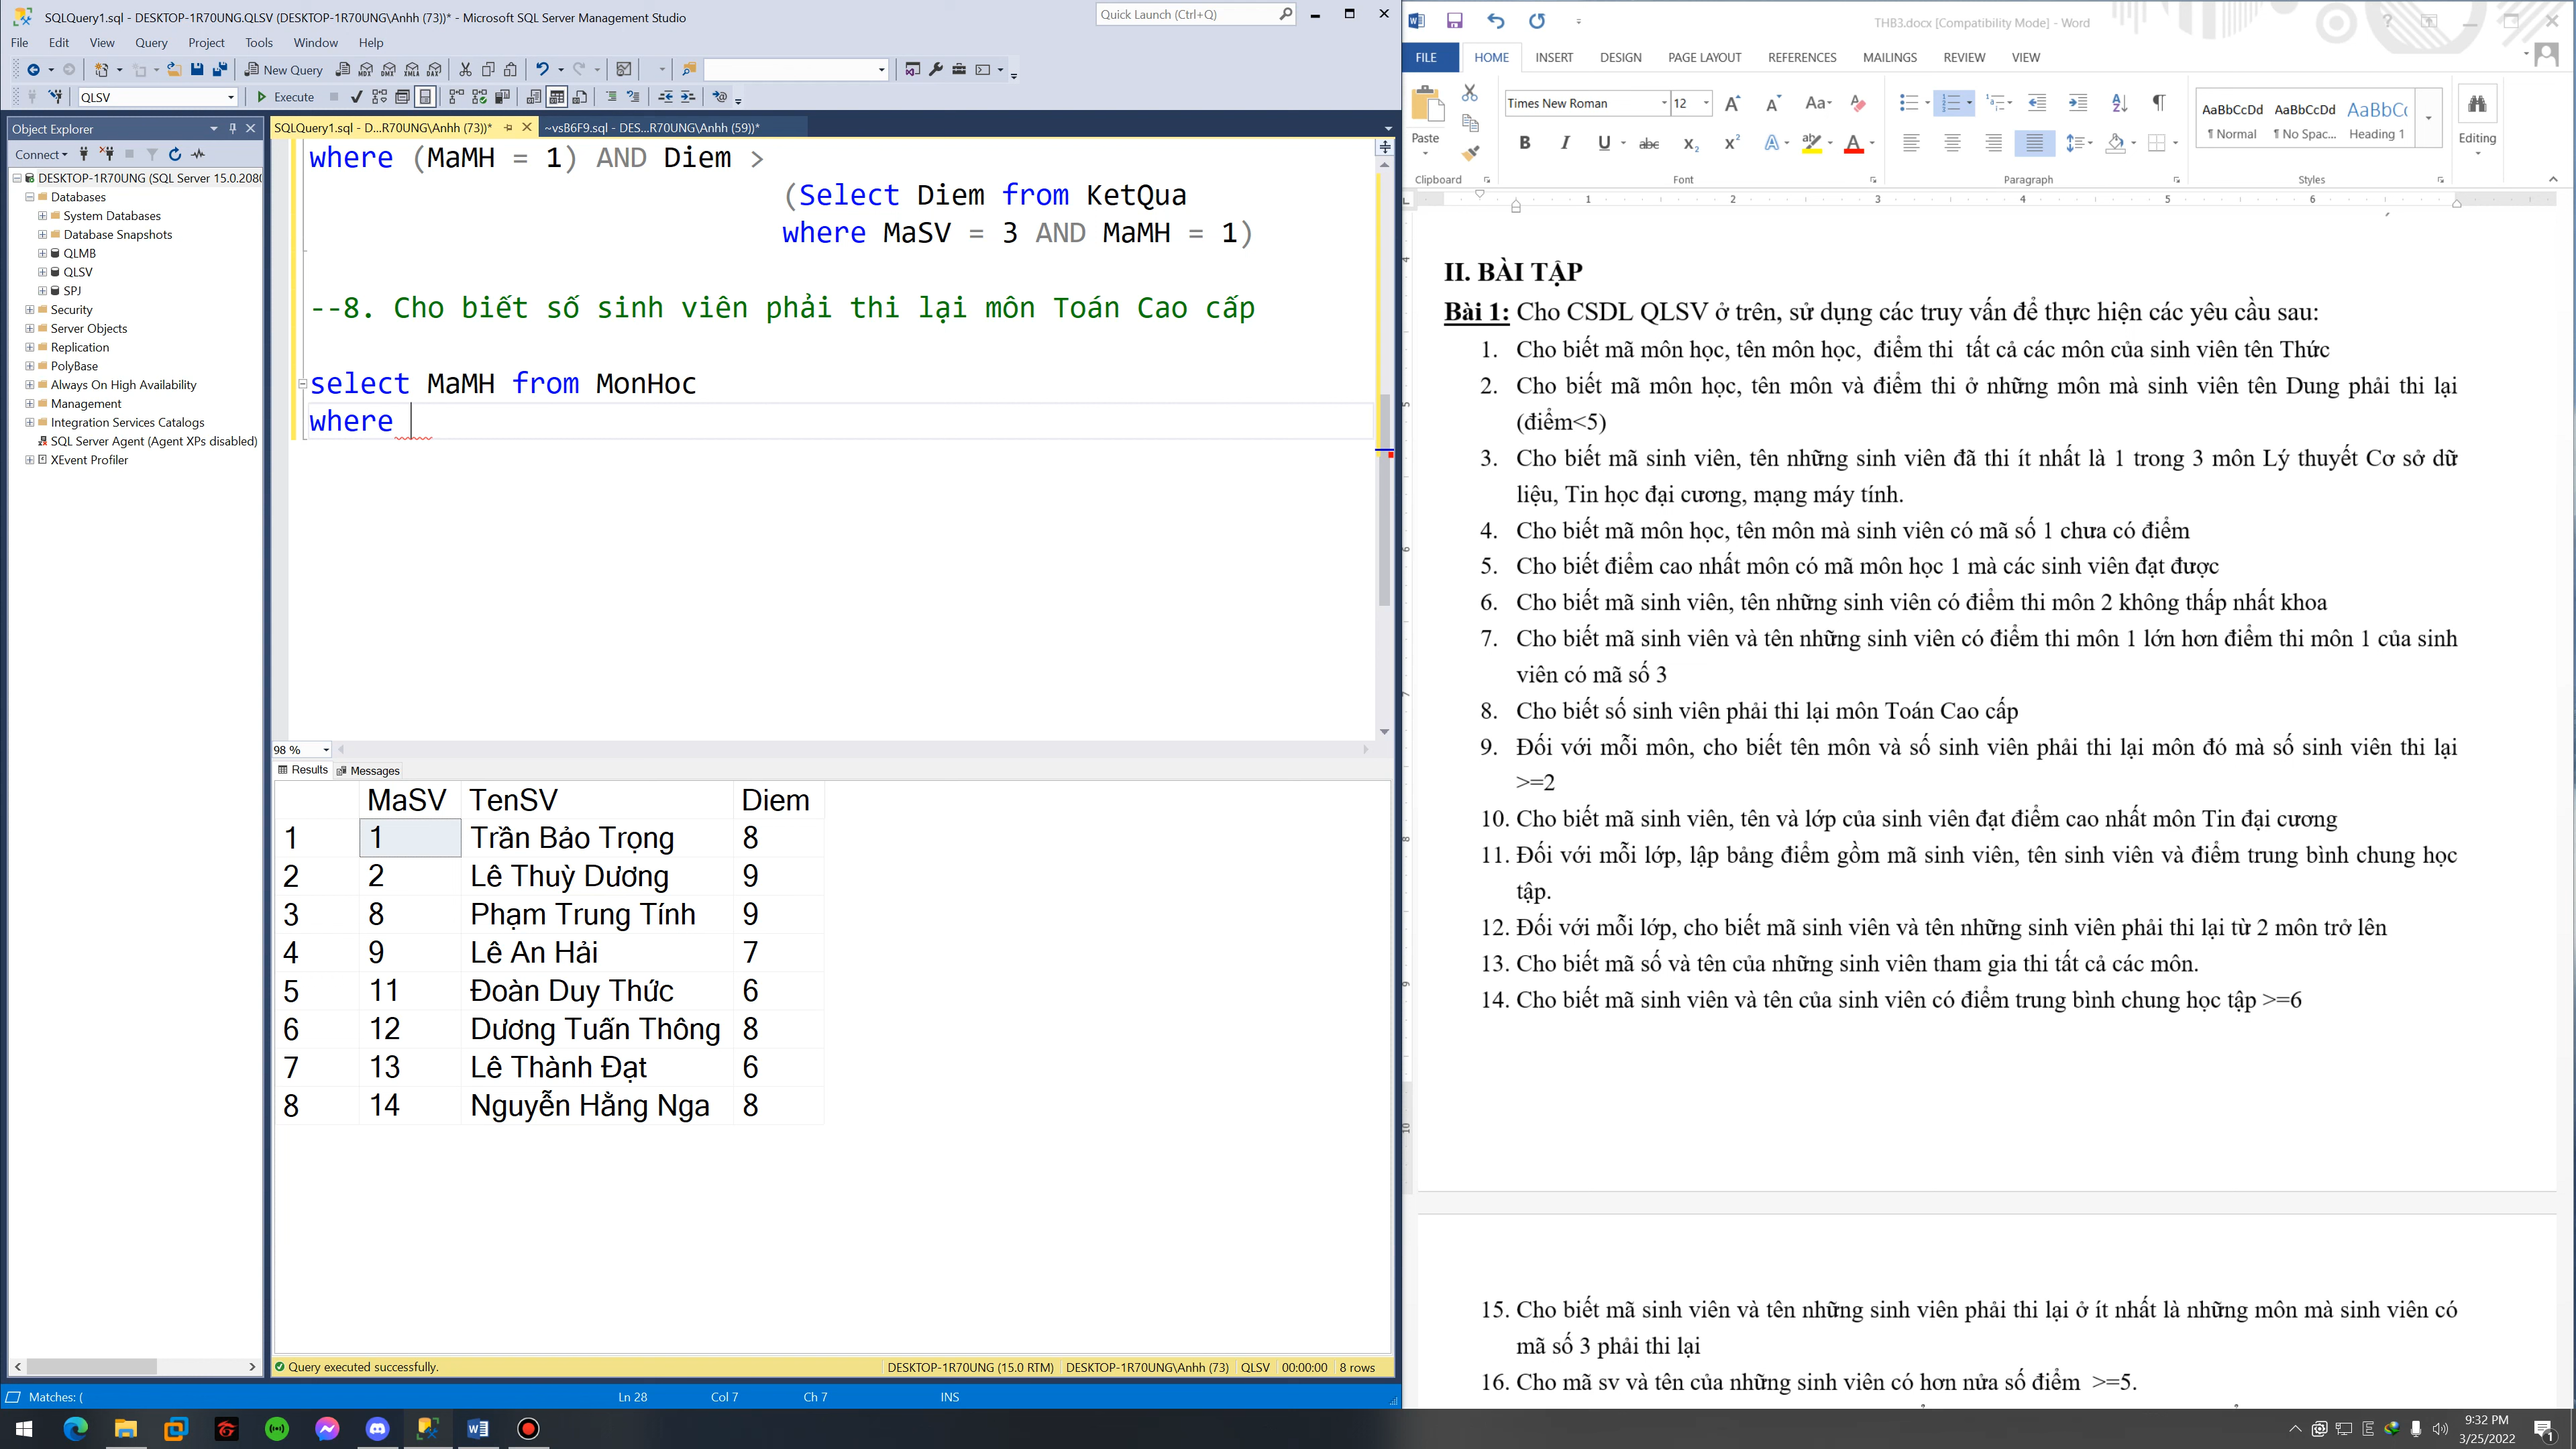 SQLQuery1.sql - DESKTOP-1R70UNG.QLSV (DESKTOP-1R70UNG\Anhh (73))* - Microsoft SQL Server Management Studio
Quick Launch (Ctrl+Q)
File Edit View Query Project Tools Window Help
New Query
MDX DMX XMLA DAX
QLSV
Execute
Object Explorer
Connect
DESKTOP-1R70UNG (SQL Server 15.0.2080
Databases
System Databases
Database Snapshots
QLMB
QLSV
SPJ
Security
Server Objects
Replication
PolyBase
Always On High Availability
Management
Integration Services Catalogs
SQL Server Agent (Agent XPs disabled)
XEvent Profiler
SQLQuery1.sql - D...R70UNG\Anhh (73))*
~vsB6F9.sql - DES...R70UNG\Anhh (59))*
where (MaMH = 1) AND Diem >
(Select Diem from KetQua
where MaSV = 3 AND MaMH = 1)
--8. Cho biết số sinh viên phải thi lại môn Toán Cao cấp
select MaMH from MonHoc
where
98 %
Results Messages
MaSV TenSV Diem
1 1 Trần Bảo Trọng 8
2 2 Lê Thuỳ Dương 9
3 8 Phạm Trung Tính 9
4 9 Lê An Hải 7
5 11 Đoàn Duy Thức 6
6 12 Dương Tuấn Thông 8
7 13 Lê Thành Đạt 6
8 14 Nguyễn Hằng Nga 8
Query executed successfully.
DESKTOP-1R70UNG (15.0 RTM) DESKTOP-1R70UNG\Anhh (73) QLSV 00:00:00 8 rows
Matches: (
Ln 28 Col 7 Ch 7 INS
THB3.docx [Compatibility Mode] - Word
FILE HOME INSERT DESIGN PAGE LAYOUT REFERENCES MAILINGS REVIEW VIEW
Paste
Times New Roman 12
AaBbCcDd AaBbCcDd AaBbC
¶ Normal ¶ No Spac... Heading 1
Editing
Clipboard Font Paragraph Styles
1 2 3 4 5 6
II. BÀI TẬP
Bài 1: Cho CSDL QLSV ở trên, sử dụng các truy vấn để thực hiện các yêu cầu sau:
1. Cho biết mã môn học, tên môn học, điểm thi tất cả các môn của sinh viên tên Thức
2. Cho biết mã môn học, tên môn và điểm thi ở những môn mà sinh viên tên Dung phải thi lại
(điểm<5)
3. Cho biết mã sinh viên, tên những sinh viên đã thi ít nhất là 1 trong 3 môn Lý thuyết Cơ sở dữ
liệu, Tin học đại cương, mạng máy tính.
4. Cho biết mã môn học, tên môn mà sinh viên có mã số 1 chưa có điểm
5. Cho biết điểm cao nhất môn có mã môn học 1 mà các sinh viên đạt được
6. Cho biết mã sinh viên, tên những sinh viên có điểm thi môn 2 không thấp nhất khoa
7. Cho biết mã sinh viên và tên những sinh viên có điểm thi môn 1 lớn hơn điểm thi môn 1 của sinh
viên có mã số 3
8. Cho biết số sinh viên phải thi lại môn Toán Cao cấp
9. Đối với mỗi môn, cho biết tên môn và số sinh viên phải thi lại môn đó mà số sinh viên thi lại
>=2
10. Cho biết mã sinh viên, tên và lớp của sinh viên đạt điểm cao nhất môn Tin đại cương
11. Đối với mỗi lớp, lập bảng điểm gồm mã sinh viên, tên sinh viên và điểm trung bình chung học
tập.
12. Đối với mỗi lớp, cho biết mã sinh viên và tên những sinh viên phải thi lại từ 2 môn trở lên
13. Cho biết mã số và tên của những sinh viên tham gia thi tất cả các môn.
14. Cho biết mã sinh viên và tên của sinh viên có điểm trung bình chung học tập >=6
15. Cho biết mã sinh viên và tên những sinh viên phải thi lại ở ít nhất là những môn mà sinh viên có
mã số 3 phải thi lại
16. Cho mã sv và tên của những sinh viên có hơn nửa số điểm >=5.
9:32 PM
3/25/2022